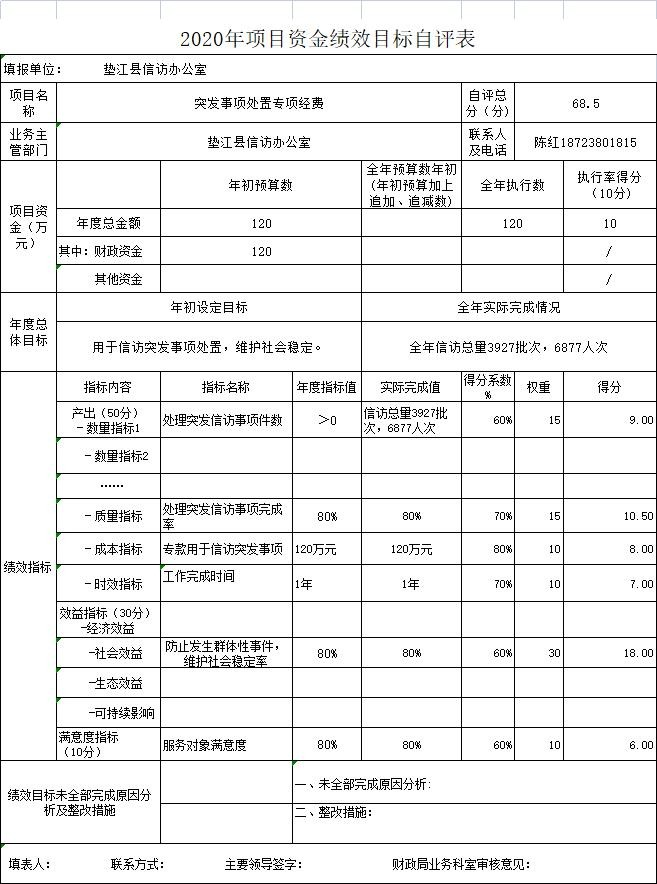 2020年项目资金绩效目标自评表
填报单位： 垫江县信访办公室
项目名称 突发事项处置专项经费 自评总分（分） 68.5
业务主管部门 垫江县信访办公室 联系人及电话 陈红18723801815
项目资金（万元） 年初预算数 全年预算数年初(年初预算加上追加、追减数) 全年执行数 执行率得分（10分）
年度总金额 120 120 10
其中：财政资金 120 /
其他资金 /
年度总体目标 年初设定目标 全年实际完成情况
用于信访突发事项处置，维护社会稳定。 全年信访总量3927批次，6877人次
绩效指标 指标内容 指标名称 年度指标值 实际完成值 得分系数% 权重 得分
产出（50分）－数量指标1 处理突发信访事项件数 ＞0 信访总量3927批次，6877人次 60% 15 9.00
－数量指标2
……
－质量指标 处理突发信访事项完成率 80% 80% 70% 15 10.50
－成本指标 专款用于信访突发事项 120万元 120万元 80% 10 8.00
－时效指标 工作完成时间 1年 1年 70% 10 7.00
效益指标（30分）-经济效益
-社会效益 防止发生群体性事件，维护社会稳定率 80% 80% 60% 30 18.00
-生态效益
-可持续影响
满意度指标（10分） 服务对象满意度 80% 80% 60% 10 6.00
绩效目标未全部完成原因分析及整改措施 一、未全部完成原因分析:
二、整改措施：
填表人： 联系方式： 主要领导签字： 财政局业务科室审核意见：